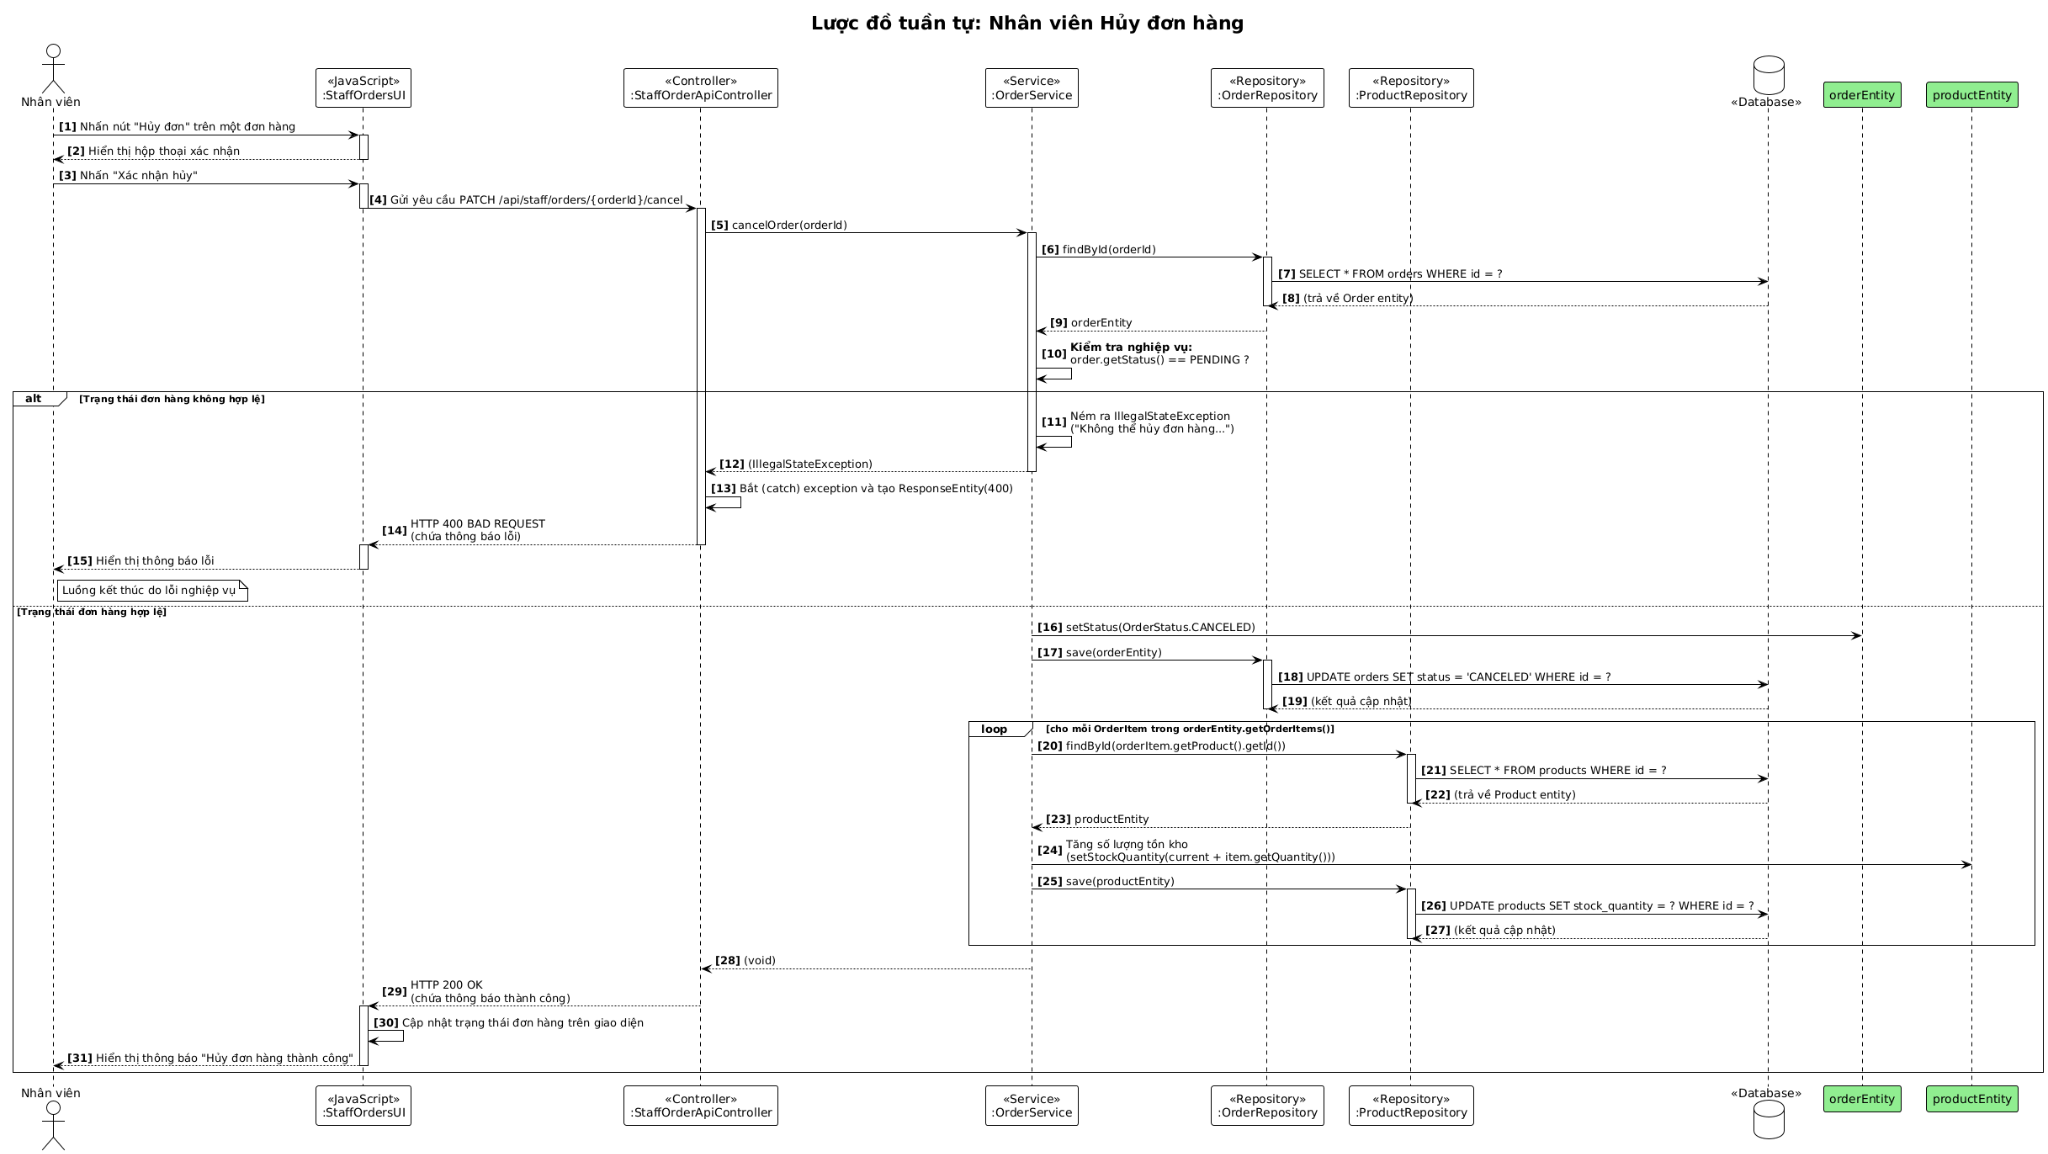 Lược đồ tuần tự: Nhân viên Hủy đơn hàng
Nhân viên
«JavaScript»
:StaffOrdersUI
«Controller»
:StaffOrderApiController
«Service»
:OrderService
«Repository»
:OrderRepository
«Repository»
:ProductRepository
«Database»
orderEntity
productEntity
[1] Nhấn nút "Hủy đơn" trên một đơn hàng
[2] Hiển thị hộp thoại xác nhận
[3] Nhấn "Xác nhận hủy"
[4] Gửi yêu cầu PATCH /api/staff/orders/{orderId}/cancel
[5] cancelOrder(orderId)
[6] findById(orderId)
[7] SELECT * FROM orders WHERE id = ?
[8] (trả về Order entity)
[9] orderEntity
[10] Kiểm tra nghiệp vụ:
order.getStatus() == PENDING ?
alt [Trạng thái đơn hàng không hợp lệ]
[11] Ném ra IllegalStateException
("Không thể hủy đơn hàng...")
[12] (IllegalStateException)
[13] Bắt (catch) exception và tạo ResponseEntity(400)
[14] HTTP 400 BAD REQUEST
(chứa thông báo lỗi)
[15] Hiển thị thông báo lỗi
Luồng kết thúc do lỗi nghiệp vụ
[Trạng thái đơn hàng hợp lệ]
[16] setStatus(OrderStatus.CANCELED)
[17] save(orderEntity)
[18] UPDATE orders SET status = 'CANCELED' WHERE id = ?
[19] (kết quả cập nhật)
loop [cho mỗi OrderItem trong orderEntity.getOrderItems()]
[20] findById(orderItem.getProduct().getId())
[21] SELECT * FROM products WHERE id = ?
[22] (trả về Product entity)
[23] productEntity
[24] Tăng số lượng tồn kho
(setStockQuantity(current + item.getQuantity()))
[25] save(productEntity)
[26] UPDATE products SET stock_quantity = ? WHERE id = ?
[27] (kết quả cập nhật)
[28] (void)
[29] HTTP 200 OK
(chứa thông báo thành công)
[30] Cập nhật trạng thái đơn hàng trên giao diện
[31] Hiển thị thông báo "Hủy đơn hàng thành công"
Nhân viên
«JavaScript»
:StaffOrdersUI
«Controller»
:StaffOrderApiController
«Service»
:OrderService
«Repository»
:OrderRepository
«Repository»
:ProductRepository
«Database»
orderEntity
productEntity